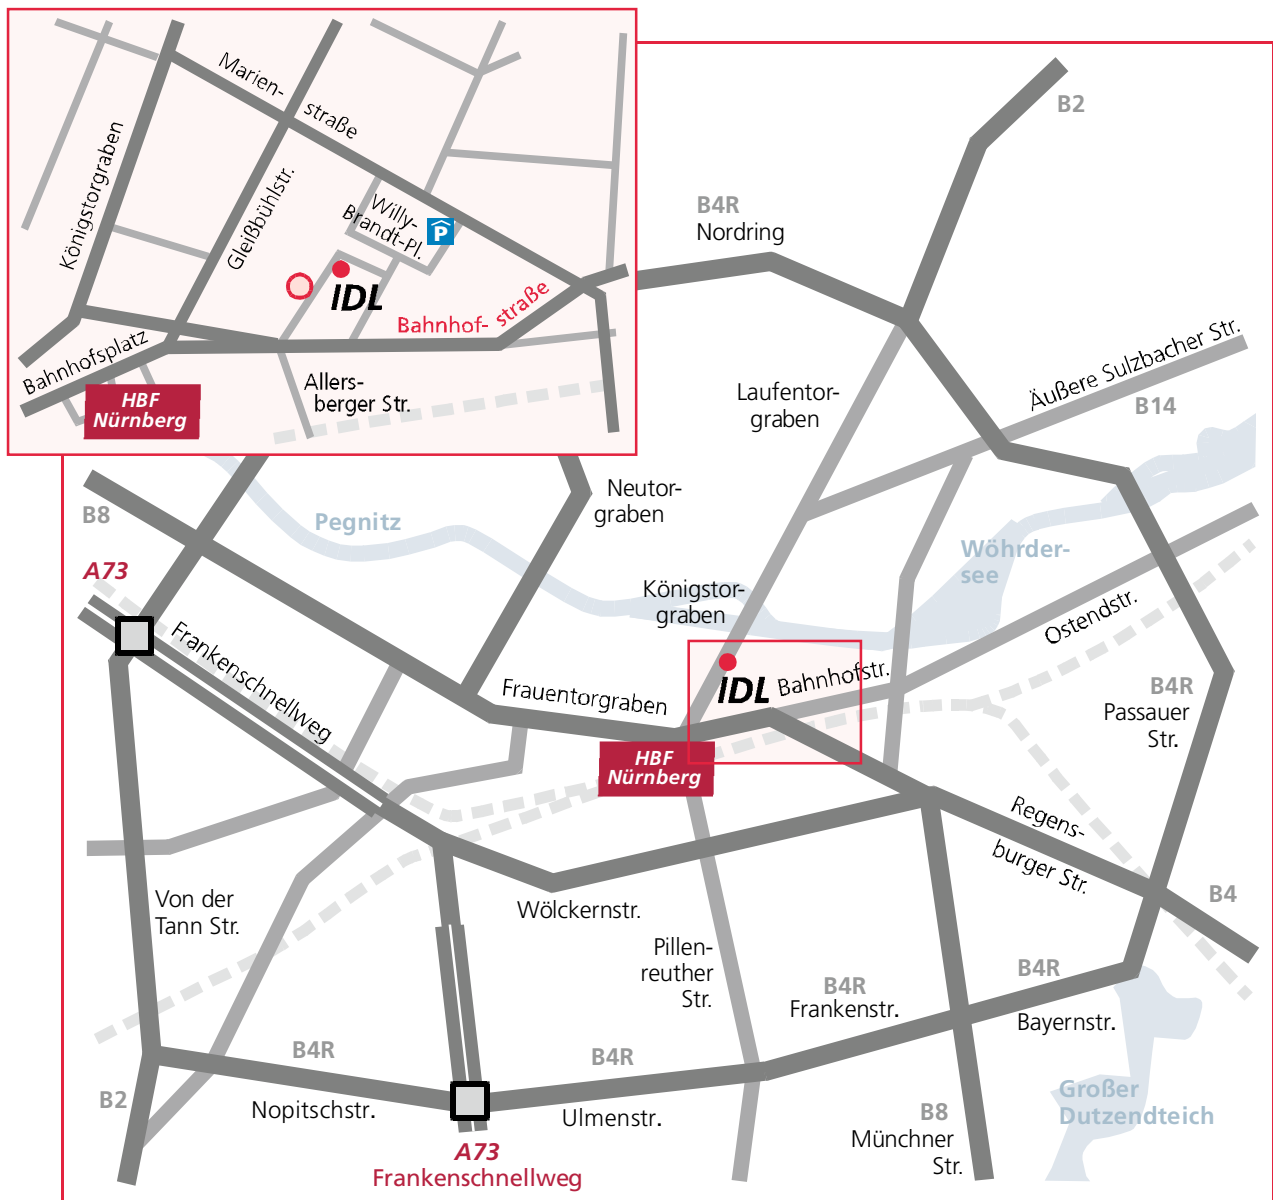 Marien-
straße
Königstorgraben
Gleißbühlstr.
Willy-
Brandt-Pl.
P
IDL
Bahnhof-
straße
Bahnhofsplatz
HBF
Nürnberg
Allers-
berger Str.
B2
B4R
Nordring
Laufentor-
graben
Äußere Sulzbacher Str.
B14
Neutor-
graben
B8
Pegnitz
A73
Wöhrder-
see
Königstor-
graben
Ostendstr.
Frankenschnellweg
Frauentorgraben
IDL
Bahnhofstr.
B4R
Passauer
Str.
HBF
Nürnberg
Regens-
burger Str.
Von der
Tann Str.
Wölckernstr.
B4
Pillen-
reuther
Str.
B4R
Frankenstr.
B4R
Bayernstr.
B4R
Nopitschstr.
B4R
Ulmenstr.
B2
Großer
Dutzendteich
B8
Münchner
Str.
A73
Frankenschnellweg